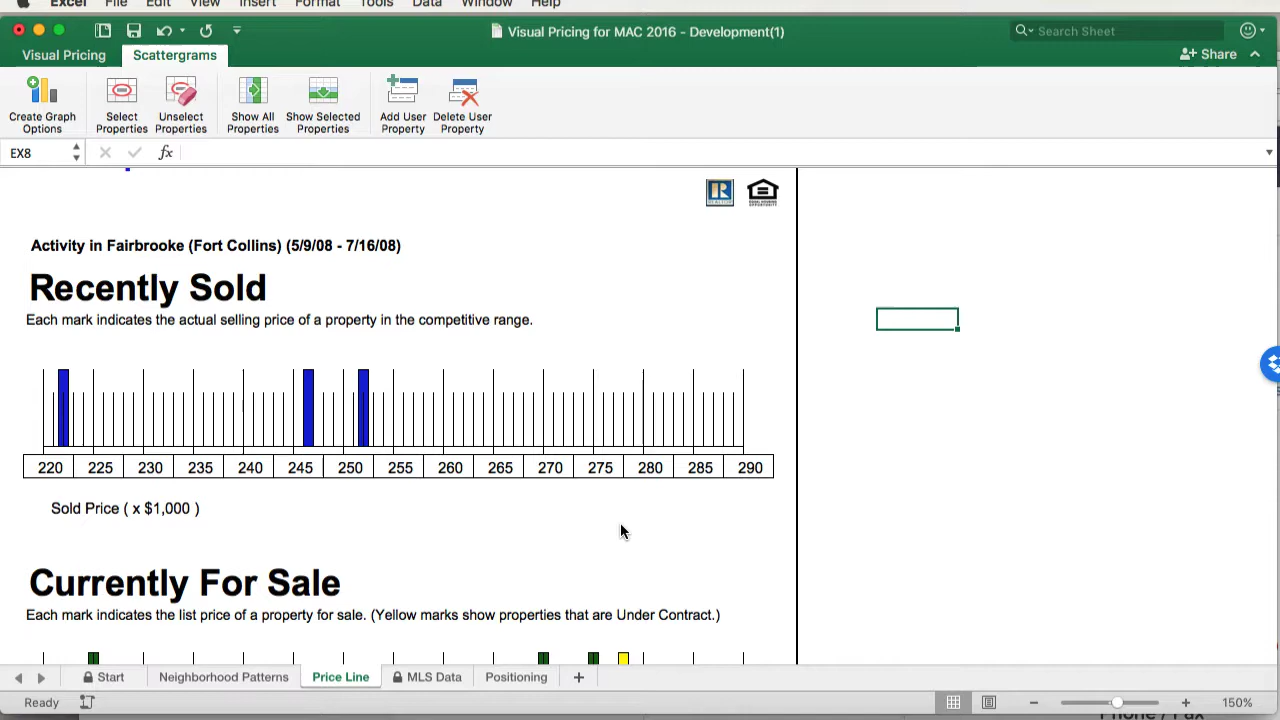 Excel File Edit View Insert Format Tools Data Window Help
Visual Pricing for MAC 2016 - Development(1)
Search Sheet
Visual Pricing Scattergrams
Share
Create Graph Options
Select Properties
Unselect Properties
Show All Properties
Show Selected Properties
Add User Property
Delete User Property
EX8
fx
R
REALTOR
Activity in Fairbrooke (Fort Collins) (5/9/08 - 7/16/08)
Recently Sold
Each mark indicates the actual selling price of a property in the competitive range.
220 225 230 235 240 245 250 255 260 265 270 275 280 285 290
Sold Price ( x $1,000 )
Currently For Sale
Each mark indicates the list price of a property for sale. (Yellow marks show properties that are Under Contract.)
Start Neighborhood Patterns Price Line MLS Data Positioning
Ready
150%
Phone / Fax